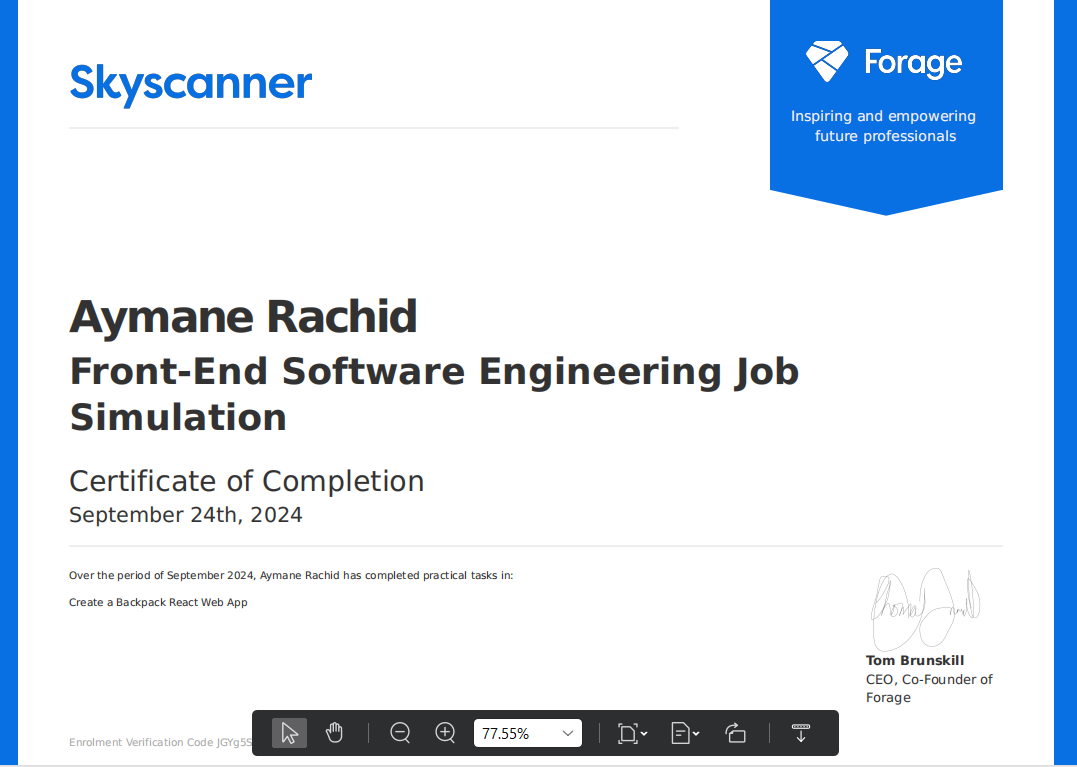 Skyscanner
Forage
Inspiring and empowering
future professionals
Aymane Rachid
Front-End Software Engineering Job
Simulation
Certificate of Completion
September 24th, 2024
Over the period of September 2024, Aymane Rachid has completed practical tasks in:
Create a Backpack React Web App
Tom Brunskill
CEO, Co-Founder of
Forage
Enrolment Verification Code JGYg5S
77.55%